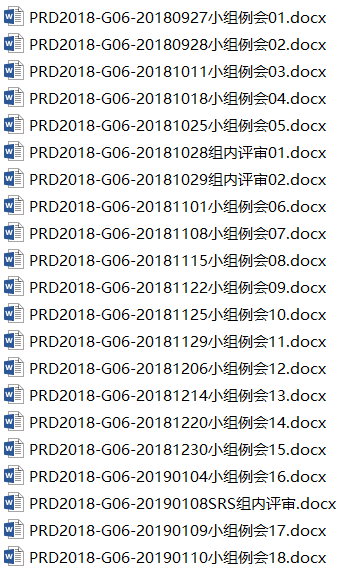 PRD2018-G06-20180927小组例会01.docx
PRD2018-G06-20180928小组例会02.docx
PRD2018-G06-20181011小组例会03.docx
PRD2018-G06-20181018小组例会04.docx
PRD2018-G06-20181025小组例会05.docx
PRD2018-G06-20181028组内评审01.docx
PRD2018-G06-20181029组内评审02.docx
PRD2018-G06-20181101小组例会06.docx
PRD2018-G06-20181108小组例会07.docx
PRD2018-G06-20181115小组例会08.docx
PRD2018-G06-20181122小组例会09.docx
PRD2018-G06-20181125小组例会10.docx
PRD2018-G06-20181129小组例会11.docx
PRD2018-G06-20181206小组例会12.docx
PRD2018-G06-20181214小组例会13.docx
PRD2018-G06-20181220小组例会14.docx
PRD2018-G06-20181230小组例会15.docx
PRD2018-G06-20190104小组例会16.docx
PRD2018-G06-20190108SRS组内评审.docx
PRD2018-G06-20190109小组例会17.docx
PRD2018-G06-20190110小组例会18.docx